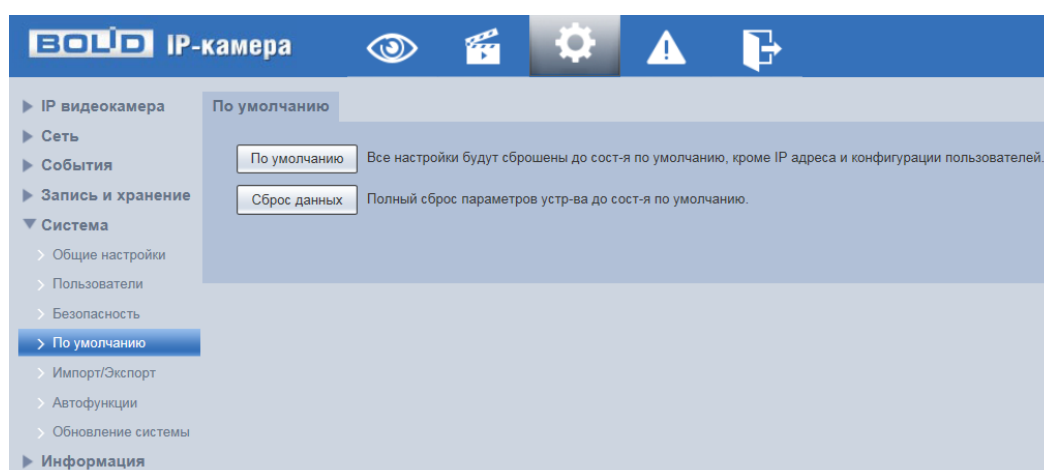 BOLID IP-камера
IP видеокамера
Сеть
События
Запись и хранение
Система
Общие настройки
Пользователи
Безопасность
По умолчанию
Импорт/Экспорт
Автофункции
Обновление системы
Информация
По умолчанию
По умолчанию Все настройки будут сброшены до сост-я по умолчанию, кроме IP адреса и конфигурации пользователей.
Сброс данных Полный сброс параметров устр-ва до сост-я по умолчанию.